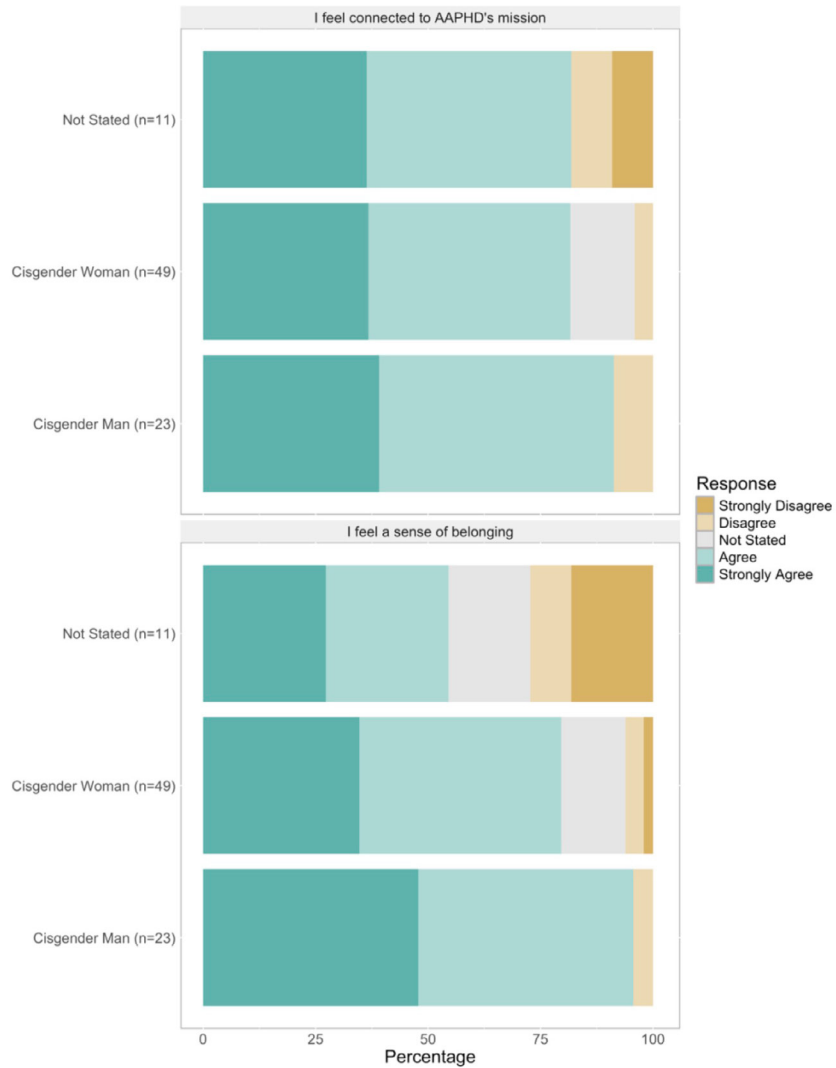 I feel connected to AAPHD's mission
Not Stated (n=11)
Cisgender Woman (n=49)
Cisgender Man (n=23)
I feel a sense of belonging
Not Stated (n=11)
Cisgender Woman (n=49)
Cisgender Man (n=23)
0 25 50 75 100
Percentage
Response
Strongly Disagree
Disagree
Not Stated
Agree
Strongly Agree